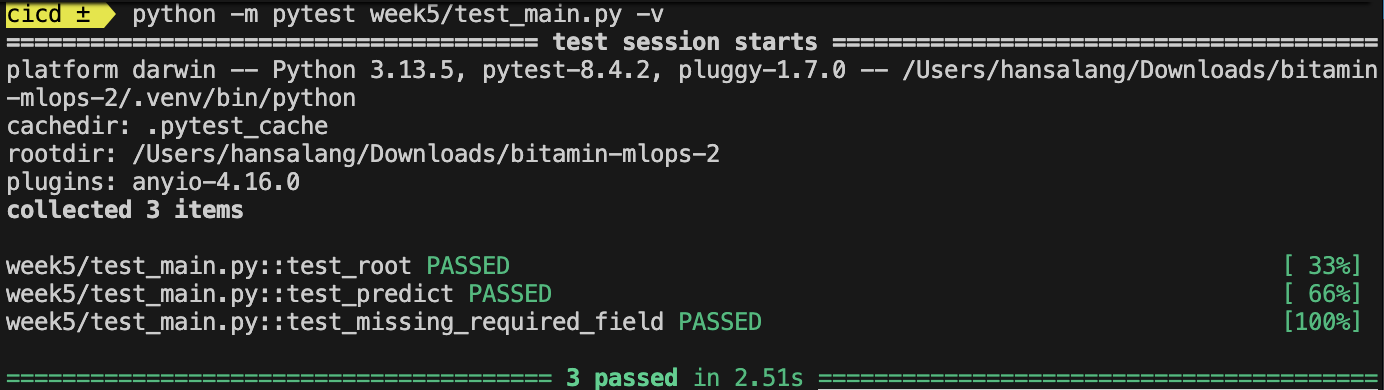 cicd ± python -m pytest week5/test_main.py -v
====================================== test session starts =======================================
platform darwin -- Python 3.13.5, pytest-8.4.2, pluggy-1.7.0 -- /Users/hansalang/Downloads/bitamin
-mlops-2/.venv/bin/python
cachedir: .pytest_cache
rootdir: /Users/hansalang/Downloads/bitamin-mlops-2
plugins: anyio-4.16.0
collected 3 items
week5/test_main.py::test_root PASSED [ 33%]
week5/test_main.py::test_predict PASSED [ 66%]
week5/test_main.py::test_missing_required_field PASSED [100%]
======================================= 3 passed in 2.51s ========================================